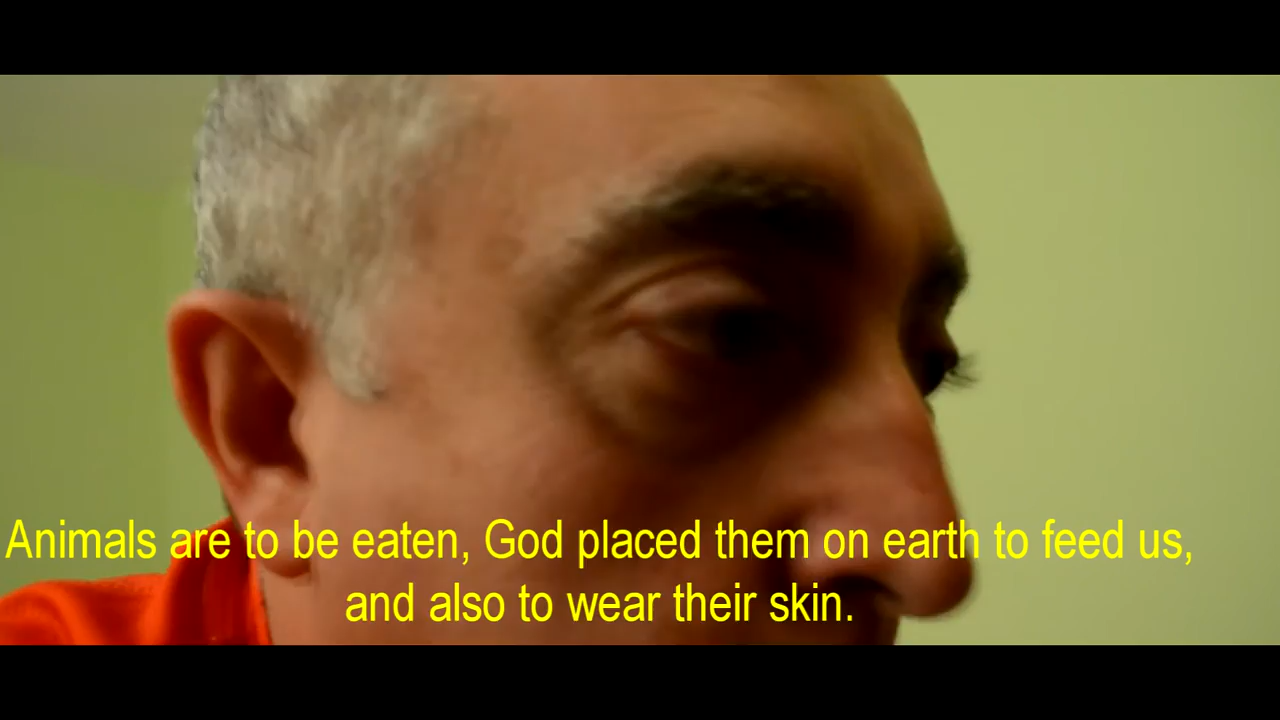 Animals are to be eaten, God placed them on earth to feed us,
and also to wear their skin.